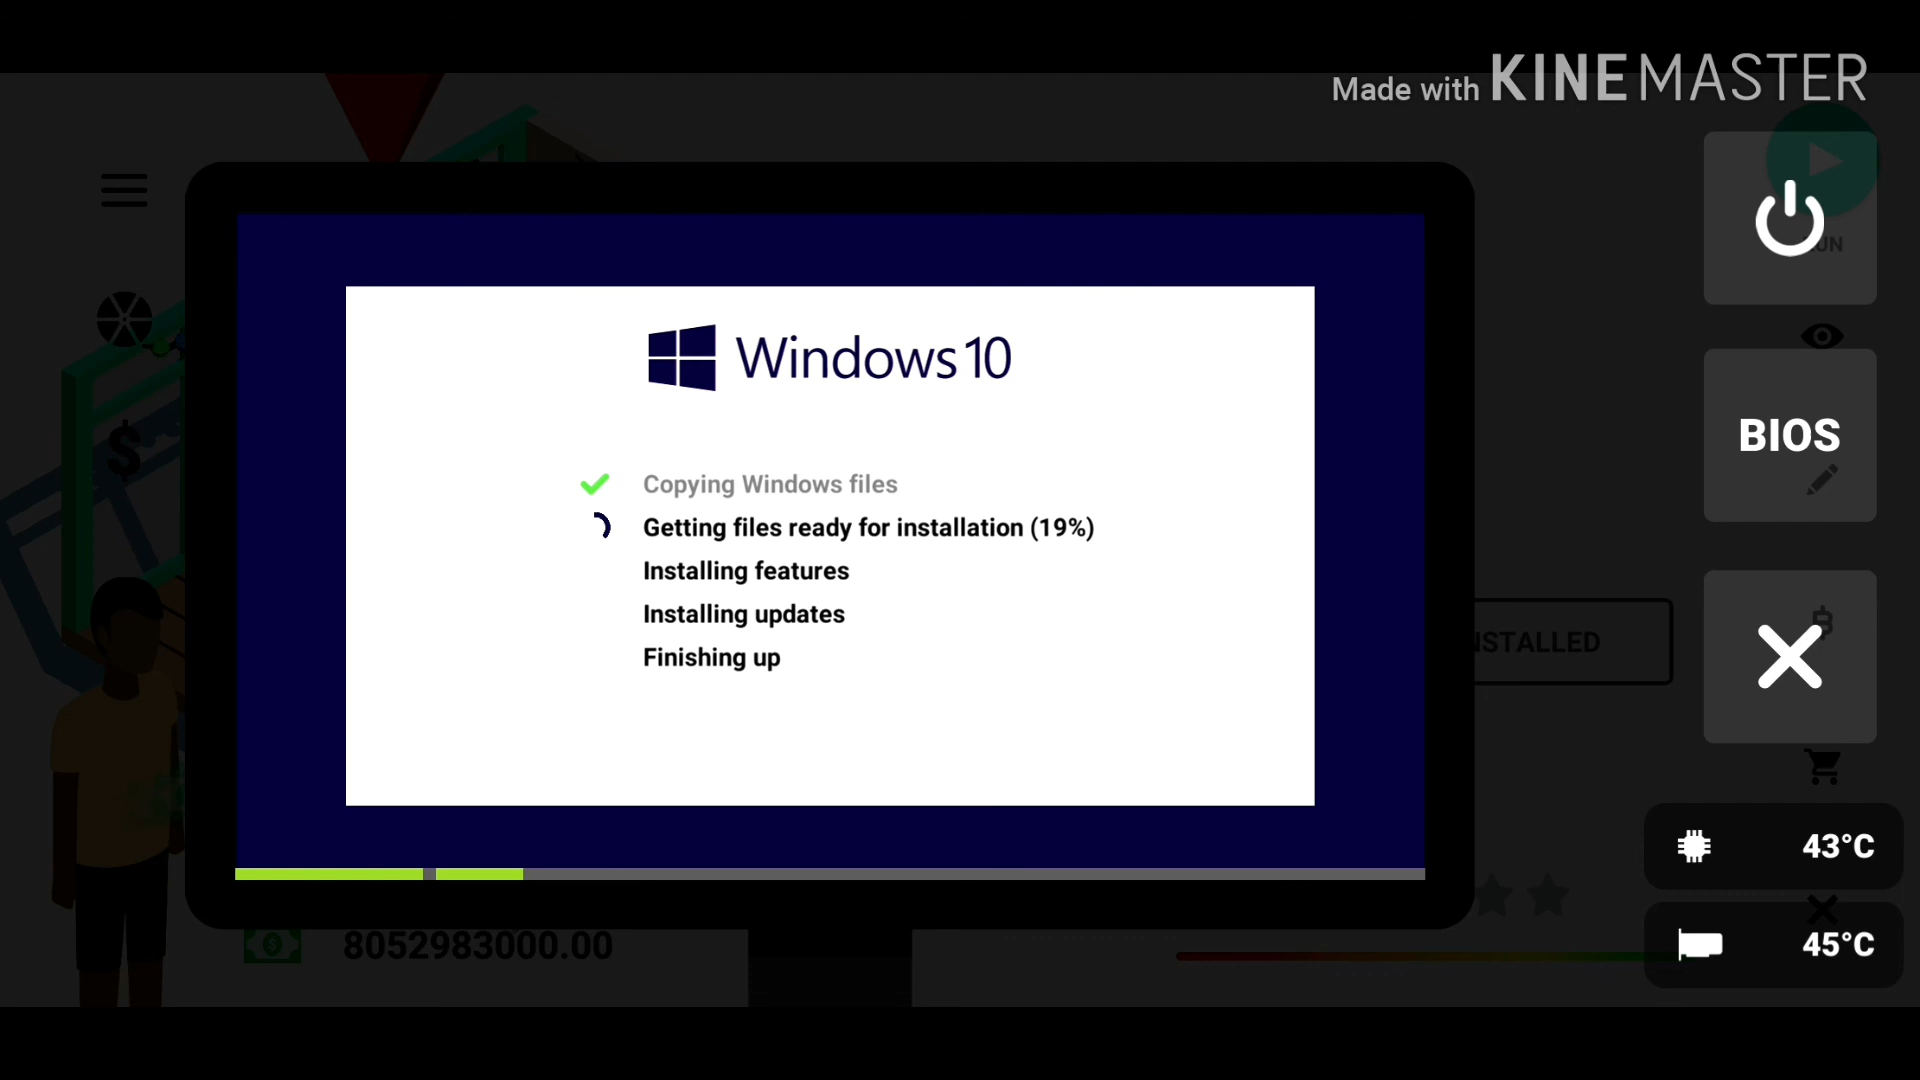 Made with KINEMASTER
Windows 10
BIOS
Copying Windows files
Getting files ready for installation (19%)
Installing features
Installing updates
Finishing up
NSTALLED
43°C
45°C
8052983000.00